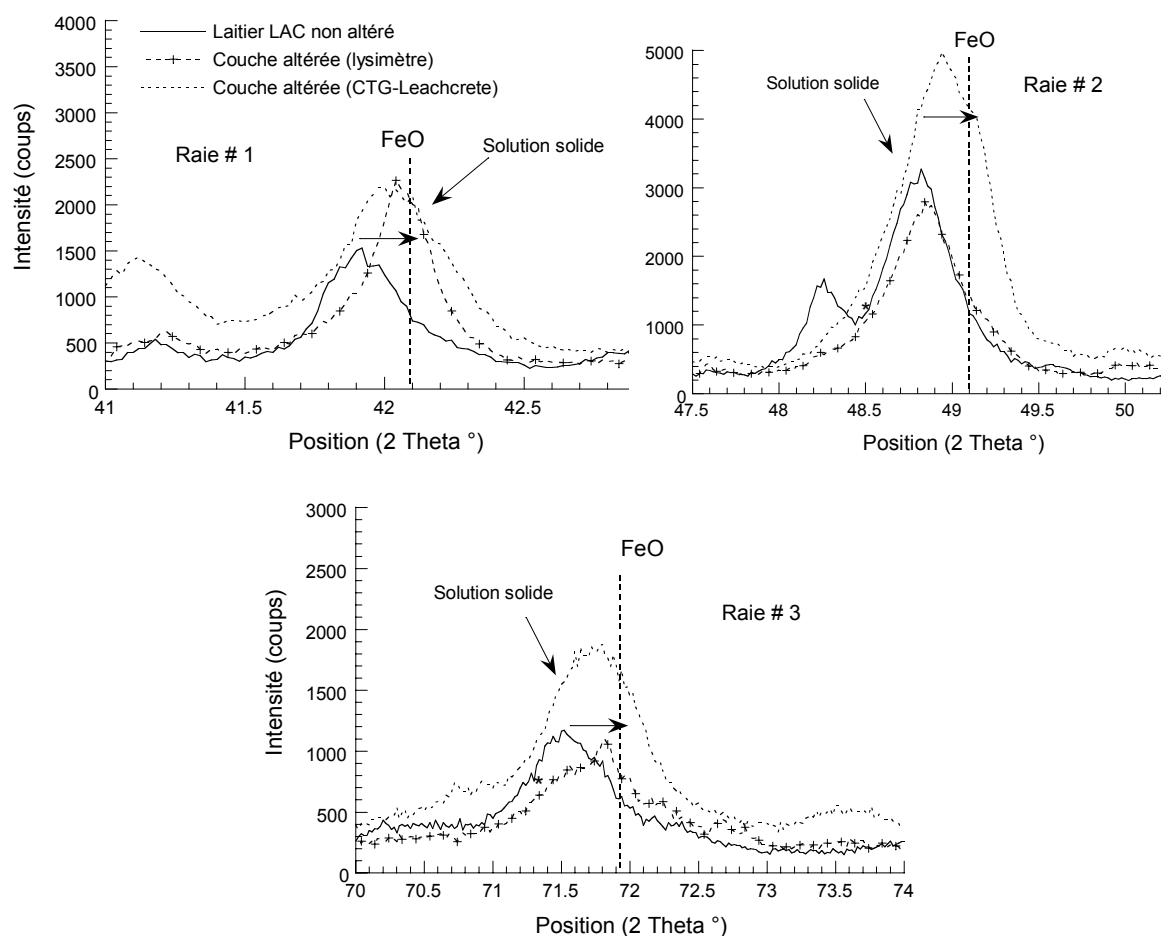 Laitier LAC non altéré
Couche altérée (lysimètre)
Couche altérée (CTG-Leachcrete)
Raie # 1
FeO
Solution solide
Intensité (coups)
4000
3500
3000
2500
2000
1500
1000
500
0
41
41.5
42
42.5
Position (2 Theta °)
FeO
Raie # 2
Solution solide
5000
4000
3000
2000
1000
0
47.5
48
48.5
49
49.5
50
Position (2 Theta °)
FeO
Solution solide
Raie # 3
Intensité (coups)
3000
2500
2000
1500
1000
500
0
70
70.5
71
71.5
72
72.5
73
73.5
74
Position (2 Theta °)